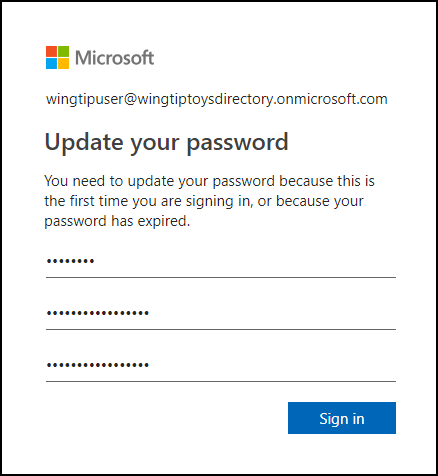 Microsoft
wingtipuser@wingtiptoysdirectory.onmicrosoft.com
Update your password
You need to update your password because this is
the first time you are signing in, or because your
password has expired.
••••••••
•••••••••••••••••
•••••••••••••••••
Sign in